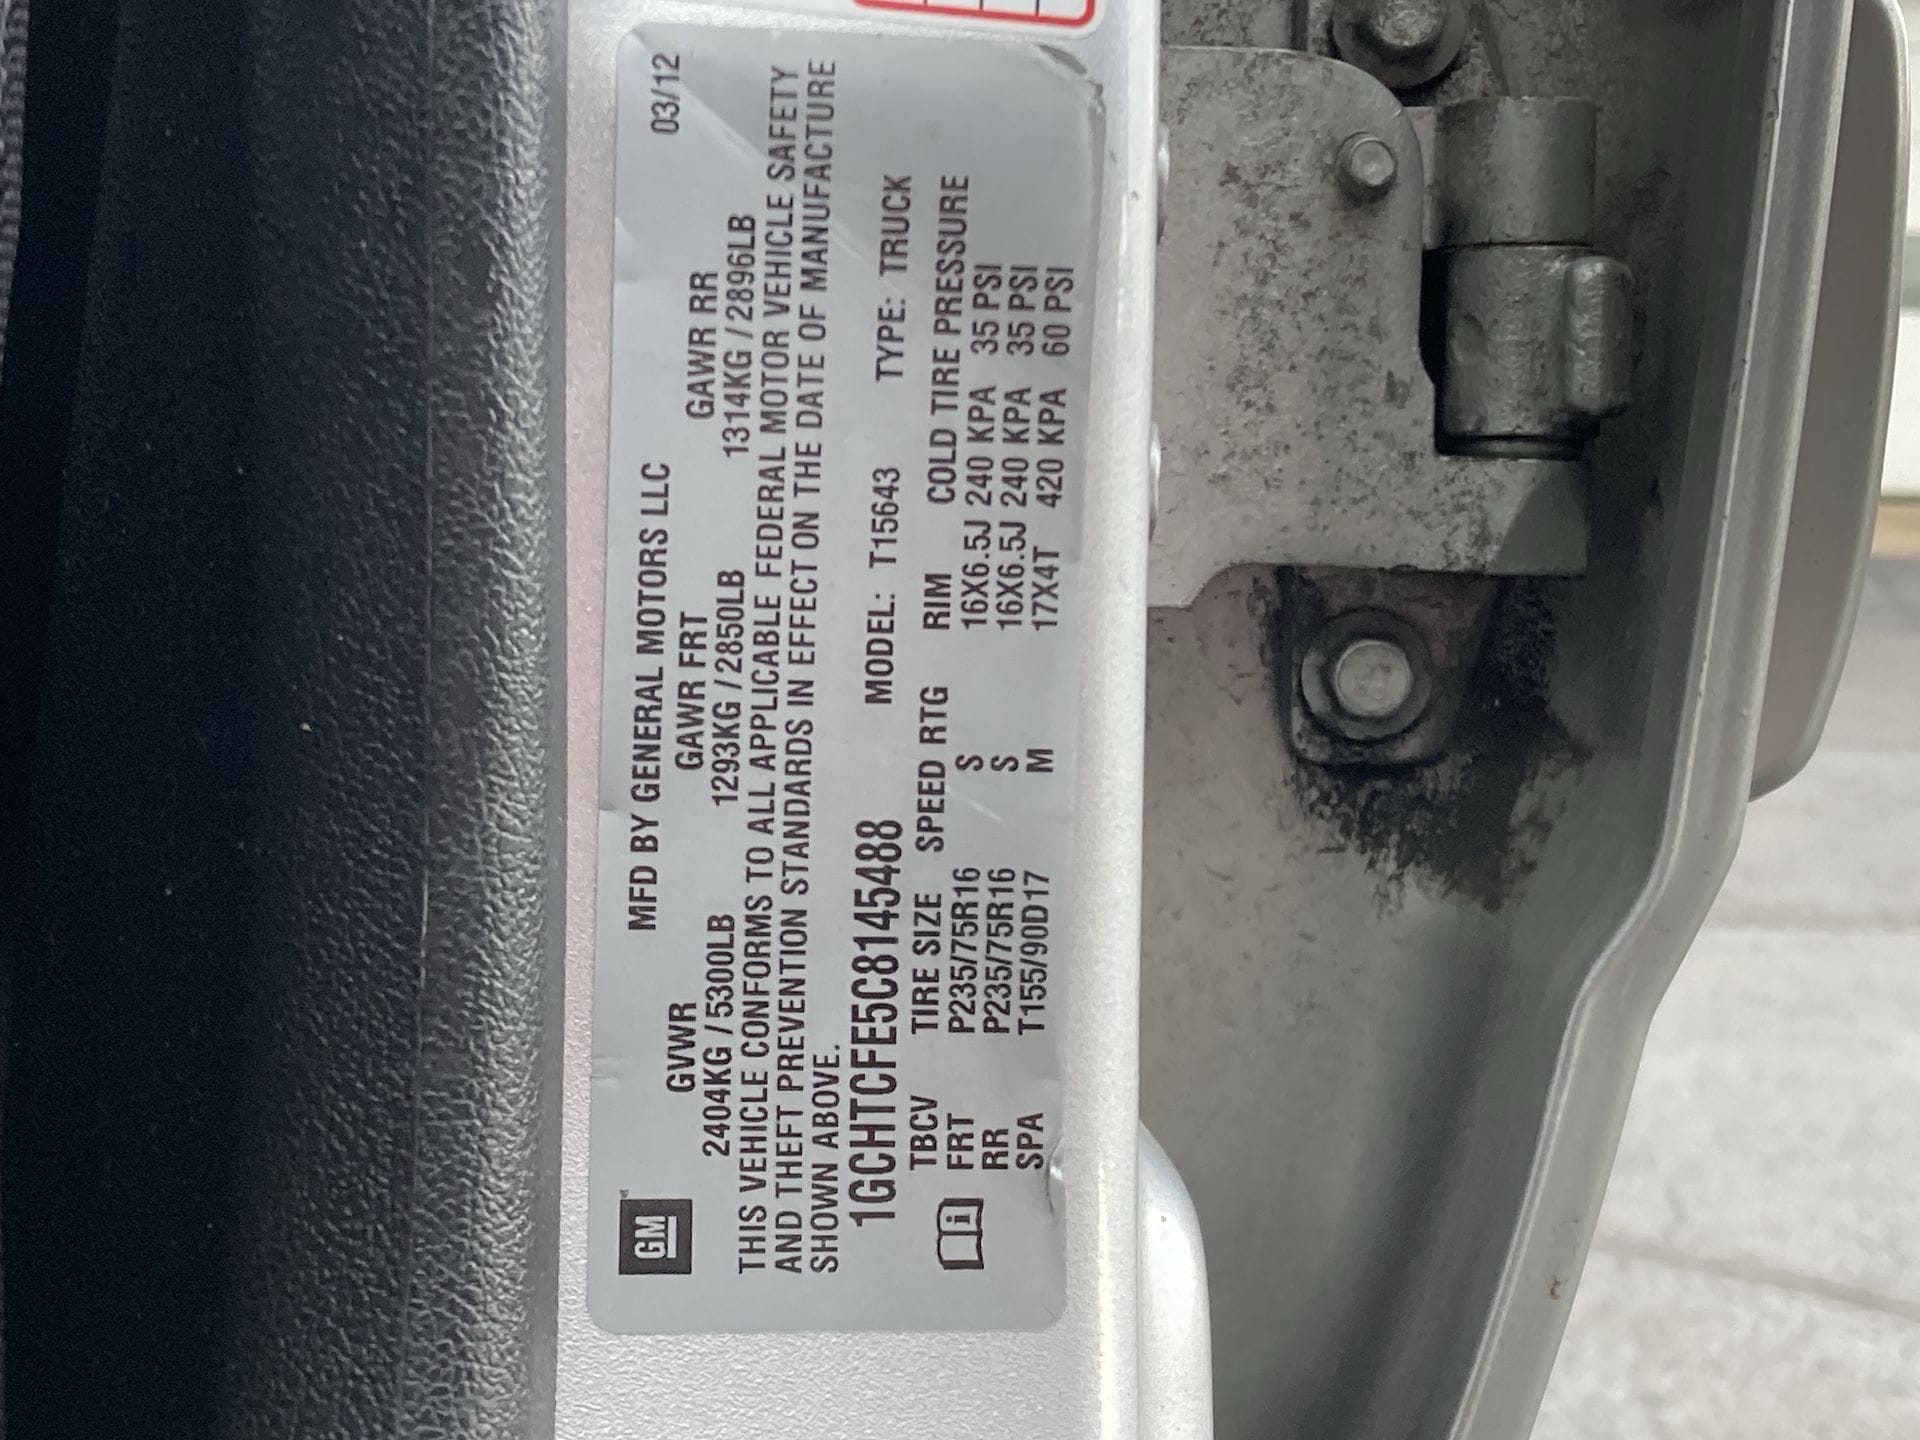 GM
MFD BY GENERAL MOTORS LLC 03/12
GVWR GAWR FRT GAWR RR
2404KG / 5300LB 1293KG / 2850LB 1314KG / 2896LB
THIS VEHICLE CONFORMS TO ALL APPLICABLE FEDERAL MOTOR VEHICLE SAFETY
AND THEFT PREVENTION STANDARDS IN EFFECT ON THE DATE OF MANUFACTURE
SHOWN ABOVE.
1GCHTCFE5C8145488 MODEL: T15643 TYPE: TRUCK
TBCV TIRE SIZE SPEED RTG RIM COLD TIRE PRESSURE
FRT P235/75R16 S 16X6.5J 240 KPA 35 PSI
RR P235/75R16 S 16X6.5J 240 KPA 35 PSI
SPA T155/90D17 M 17X4T 420 KPA 60 PSI